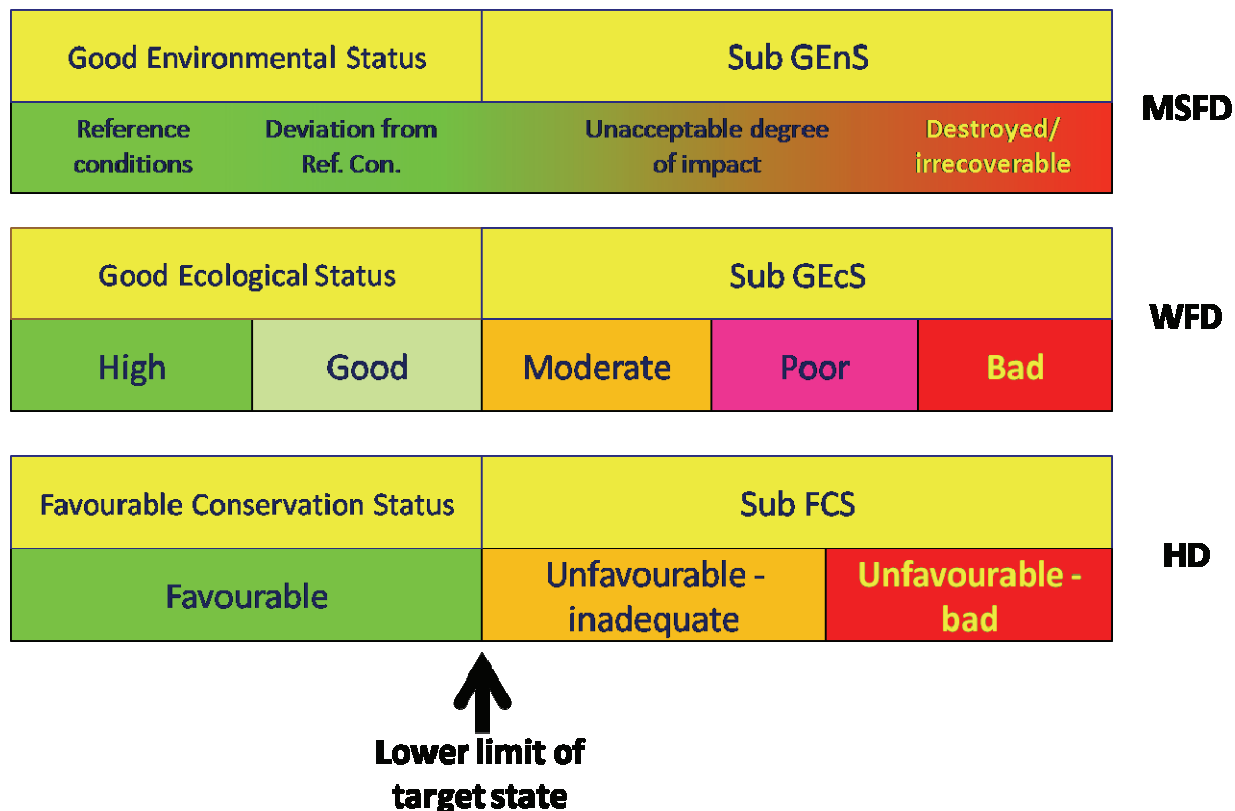 Good Environmental Status
Sub GEnS
MSFD
Reference
conditions
Deviation from
Ref. Con.
Unacceptable degree
of impact
Destroyed/
irrecoverable
Good Ecological Status
Sub GEcS
WFD
High
Good
Moderate
Poor
Bad
Favourable Conservation Status
Sub FCS
HD
Favourable
Unfavourable -
inadequate
Unfavourable -
bad
Lower limit of
target state